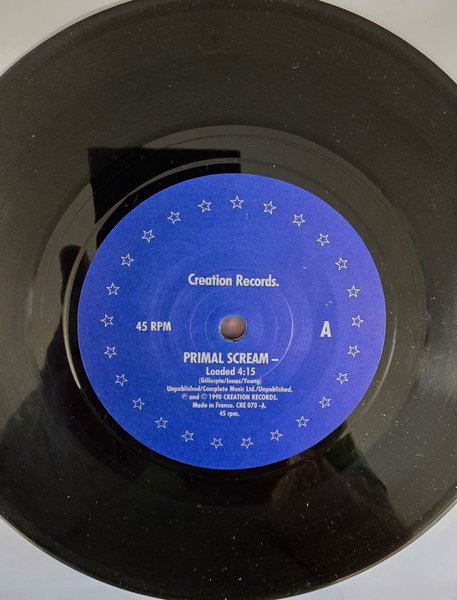 Creation Records.
45 RPM
A
PRIMAL SCREAM –
Loaded 4:15
(Gillespie/Innes/Young)
Unpublished/Complete Music Ltd./Unpublished.
℗ and © 1990 CREATION RECORDS.
Made in France. CRE 070 -A.
45 rpm.